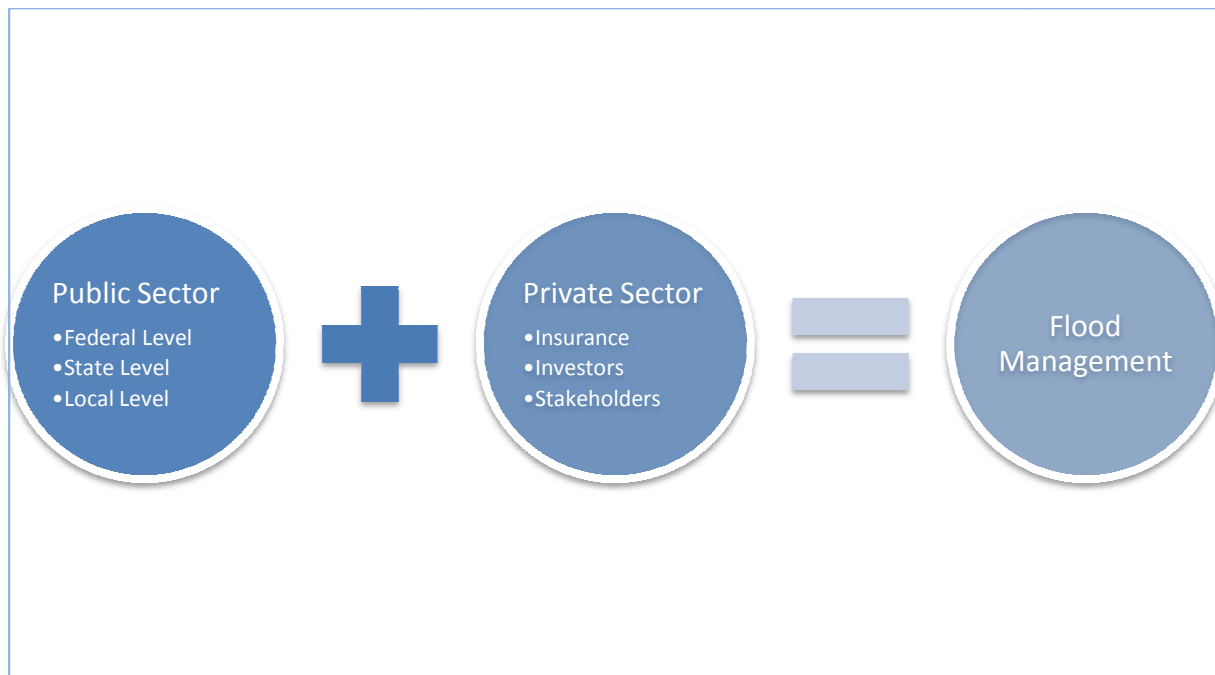 Public Sector
•Federal Level
•State Level
•Local Level
Private Sector
•Insurance
•Investors
•Stakeholders
Flood
Management